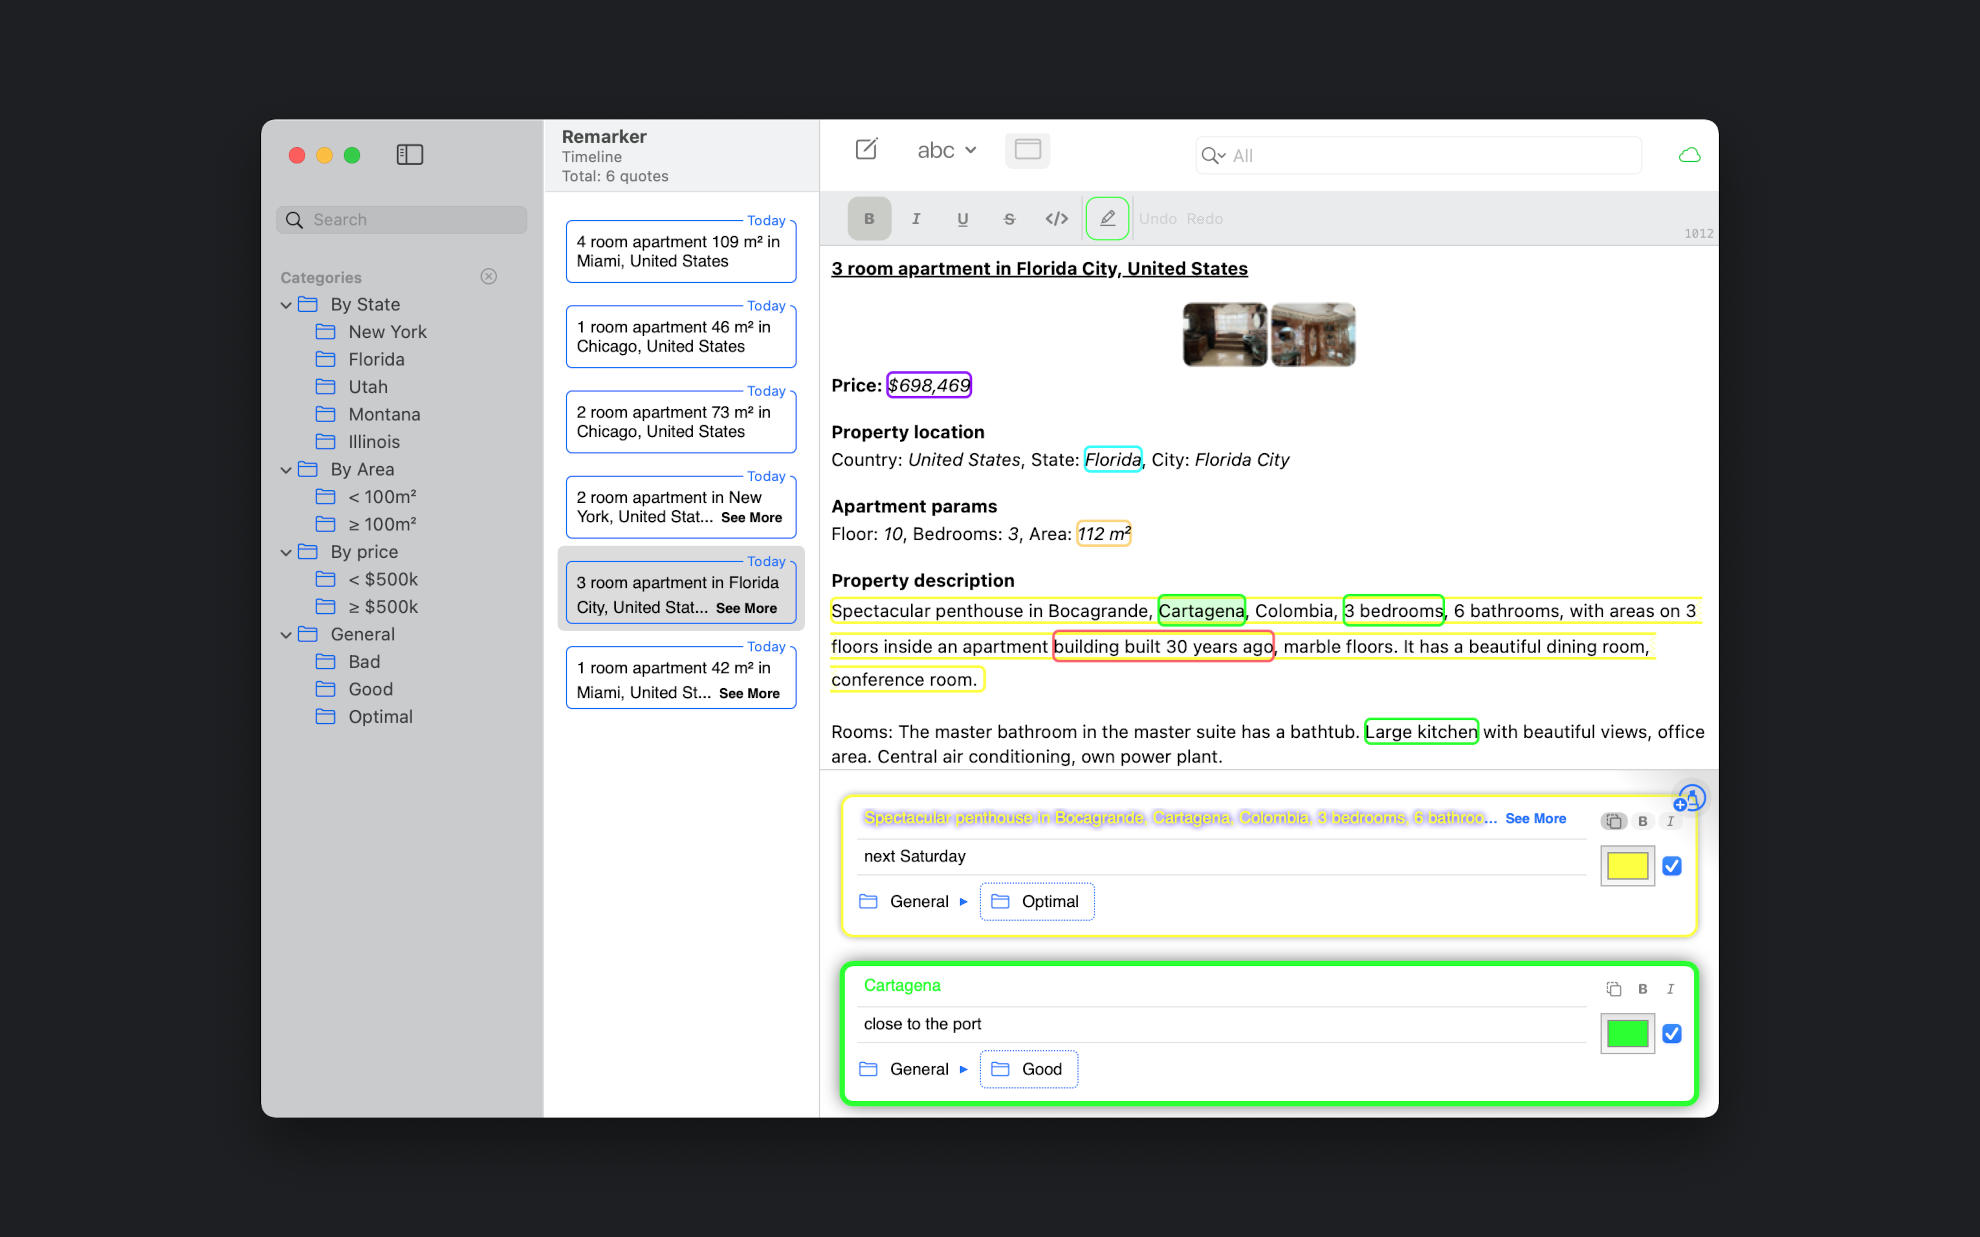 Search
Categories
By State
New York
Florida
Utah
Montana
Illinois
By Area
< 100m²
≥ 100m²
By price
< $500k
≥ $500k
General
Bad
Good
Optimal
Remarker
Timeline
Total: 6 quotes
Today
4 room apartment 109 m² in
Miami, United States
Today
1 room apartment 46 m² in
Chicago, United States
Today
2 room apartment 73 m² in
Chicago, United States
Today
2 room apartment in New
York, United Stat... See More
Today
3 room apartment in Florida
City, United Stat... See More
Today
1 room apartment 42 m² in
Miami, United St... See More
abc
All
B I U S </> Undo Redo
1012
3 room apartment in Florida City, United States
Price: $698,469
Property location
Country: United States, State: Florida, City: Florida City
Apartment params
Floor: 10, Bedrooms: 3, Area: 112 m²
Property description
Spectacular penthouse in Bocagrande, Cartagena, Colombia, 3 bedrooms, 6 bathrooms, with areas on 3
floors inside an apartment building built 30 years ago, marble floors. It has a beautiful dining room,
conference room.
Rooms: The master bathroom in the master suite has a bathtub. Large kitchen with beautiful views, office
area. Central air conditioning, own power plant.
Spectacular penthouse in Bocagrande, Cartagena, Colombia, 3 bedrooms, 6 bathroo... See More
B I
next Saturday
General Optimal
Cartagena
B I
close to the port
General Good